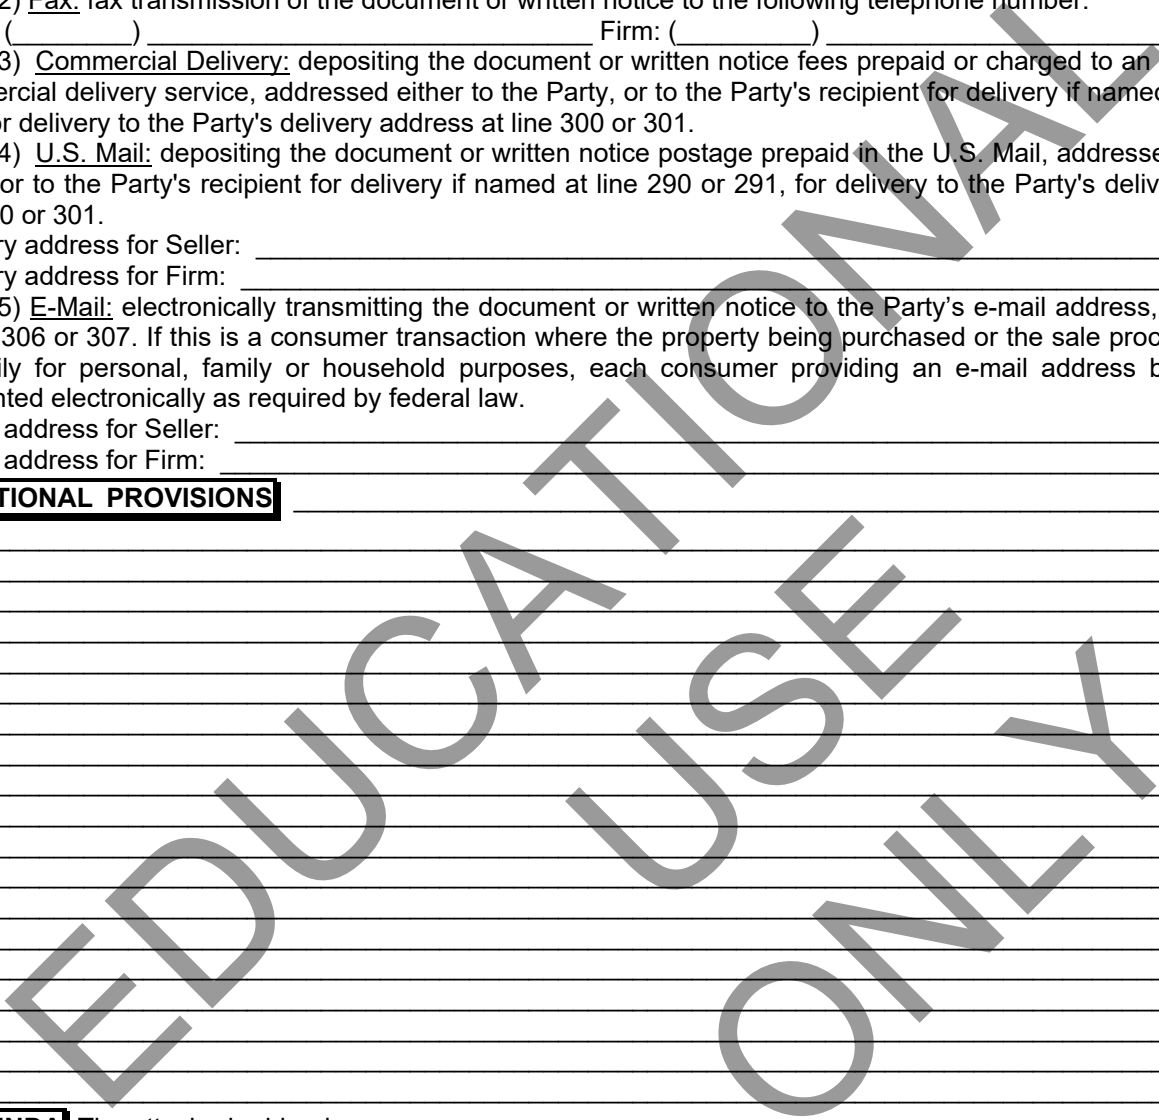 2) Fax: fax transmission of the document or written notice to the following telephone number:
(________) ______________________________ Firm: (_________) ______________________
3) Commercial Delivery: depositing the document or written notice fees prepaid or charged to an
ercial delivery service, addressed either to the Party, or to the Party's recipient for delivery if named
or delivery to the Party's delivery address at line 300 or 301.
4) U.S. Mail: depositing the document or written notice postage prepaid in the U.S. Mail, addresse
or to the Party's recipient for delivery if named at line 290 or 291, for delivery to the Party's deliv
0 or 301.
ry address for Seller:
ry address for Firm:
5) E-Mail: electronically transmitting the document or written notice to the Party’s e-mail address,
306 or 307. If this is a consumer transaction where the property being purchased or the sale proc
ily for personal, family or household purposes, each consumer providing an e-mail address b
nted electronically as required by federal law.
address for Seller:
address for Firm:
TIONAL PROVISIONS
EDUCATIONAL
USE
ONLY